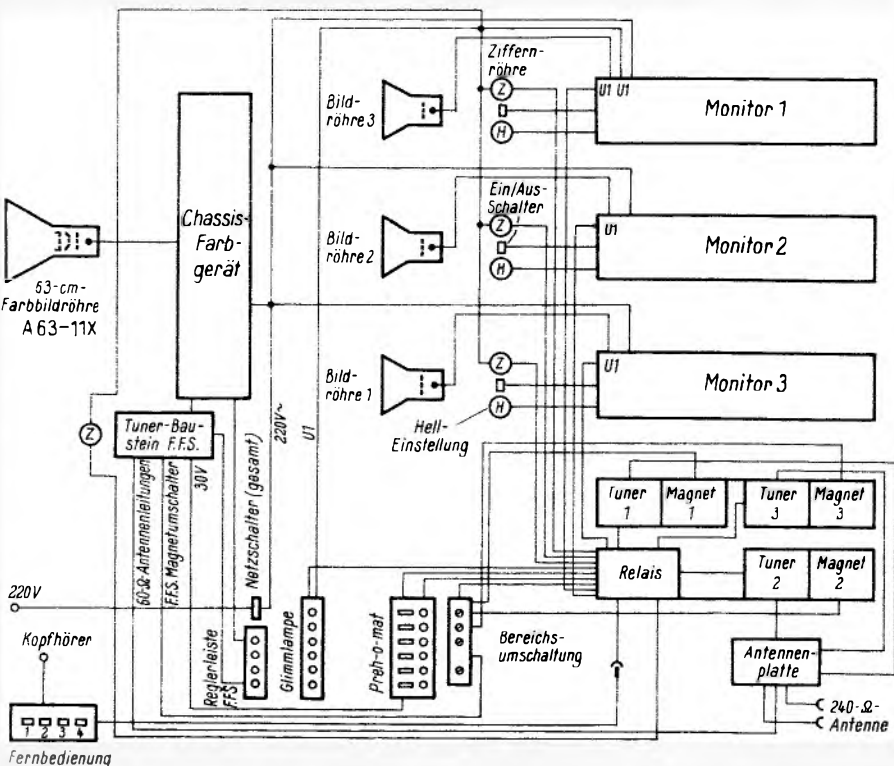 Ziffern-
röhre
Z
H
Bild-
röhre 3
U1 U1
Monitor 1
Chassis-
Farb-
gerät
63-cm-
Farbbildröhre
A 63-11X
Ein/Aus-
Schalter
Z
H
Bild-
röhre 2
U1
Monitor 2
Z
H
Bild-
röhre 1
U1
Monitor 3
Hell-
Einstellung
Z
Tuner-Bau-
stein F.F.S.
60-Ω-Antennenleitungen
F.F.S. Magnetumschalter
30V
Netzschalter (gasamt)
220V~
U1
Tuner
1
Magnet
1
Tuner
3
Magnet
3
Relais
Tuner
2
Magnet
2
220V
Kopfhörer
Reglerleiste
F.F.S
Glimmlampe
Preh-o-mat
Bereichs-
umschaltung
Antennen-
platte
240-Ω-
Antenne
1 2 3 4
Fernbedienung